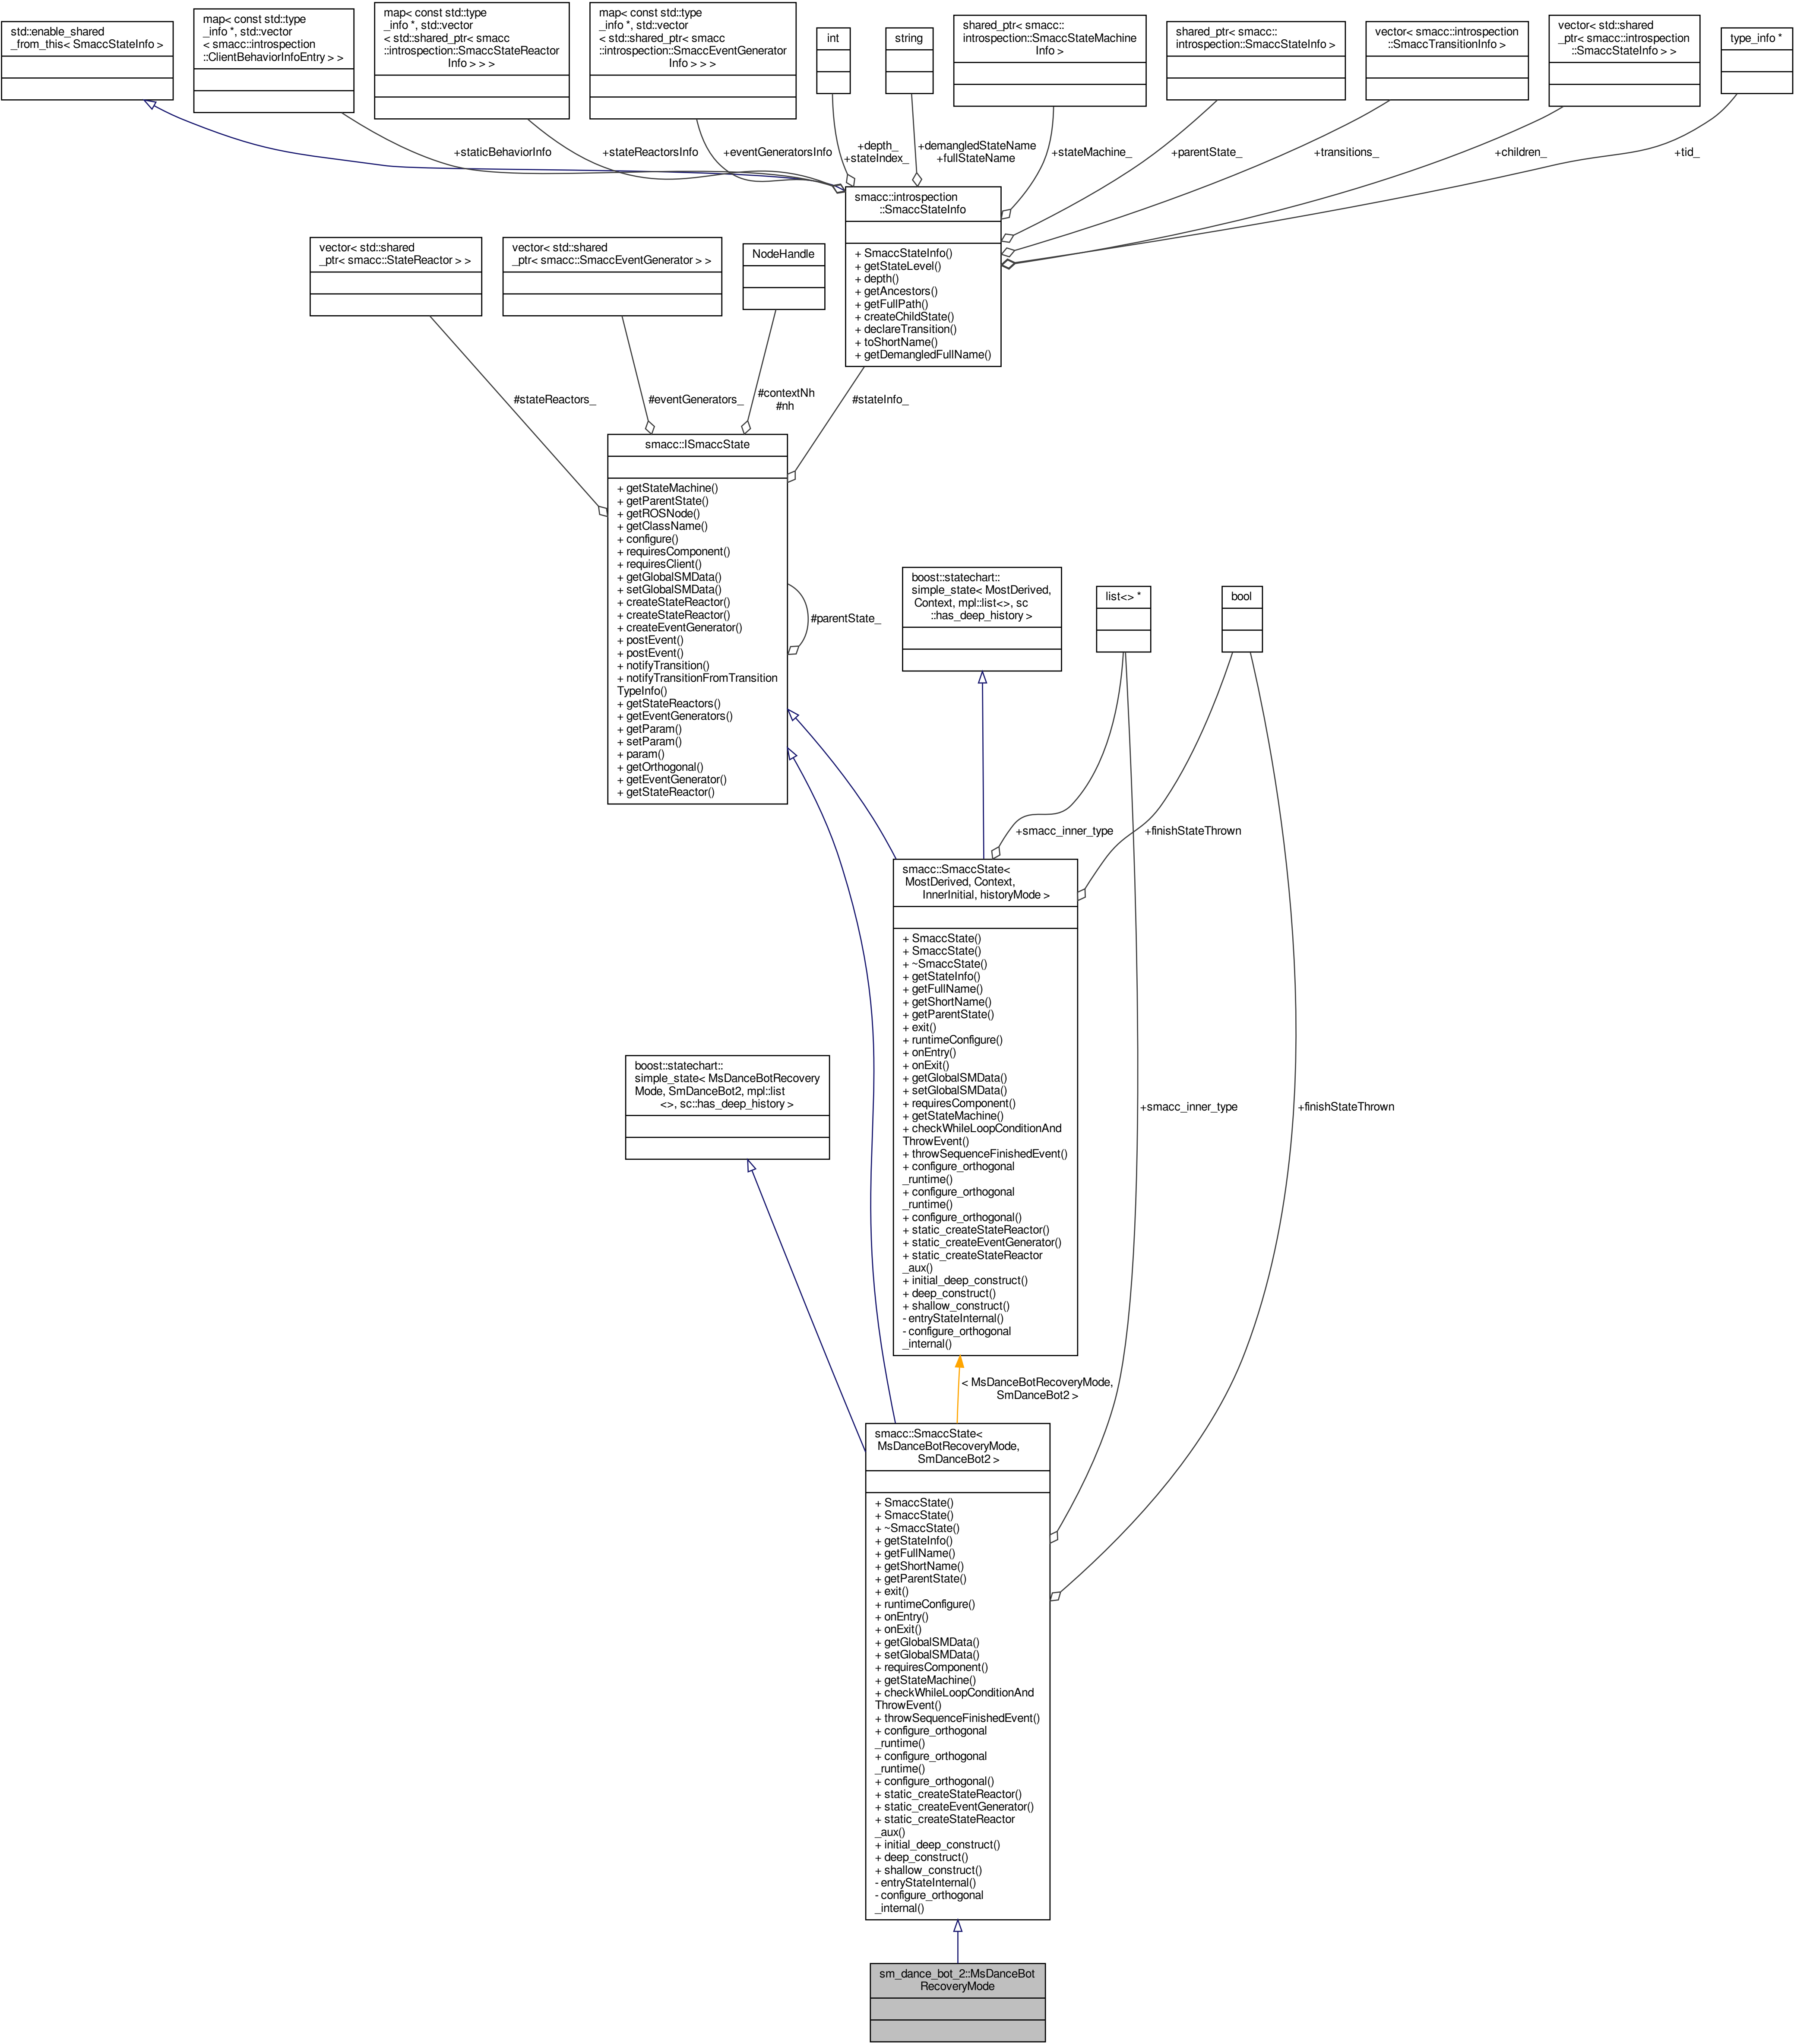 std::enable_shared
_from_this< SmaccStateInfo >
map< const std::type
_info *, std::vector
< smacc::introspection
::ClientBehaviorInfoEntry > >
map< const std::type
_info *, std::vector
< std::shared_ptr< smacc
::introspection::SmaccStateReactor
Info > > >
map< const std::type
_info *, std::vector
< std::shared_ptr< smacc
::introspection::SmaccEventGenerator
Info > > >
int
string
shared_ptr< smacc::
introspection::SmaccStateMachine
Info >
shared_ptr< smacc::
introspection::SmaccStateInfo >
vector< smacc::introspection
::SmaccTransitionInfo >
vector< std::shared
_ptr< smacc::introspection
::SmaccStateInfo > >
type_info *
+staticBehaviorInfo
+stateReactorsInfo
+eventGeneratorsInfo
+depth_
+stateIndex_
+demangledStateName
+fullStateName
+stateMachine_
+parentState_
+transitions_
+children_
+tid_
smacc::introspection
::SmaccStateInfo
+ SmaccStateInfo()
+ getStateLevel()
+ depth()
+ getAncestors()
+ getFullPath()
+ createChildState()
+ declareTransition()
+ toShortName()
+ getDemangledFullName()
vector< std::shared
_ptr< smacc::StateReactor > >
vector< std::shared
_ptr< smacc::SmaccEventGenerator > >
NodeHandle
#stateReactors_
#eventGenerators_
#contextNh
#nh
#stateInfo_
smacc::ISmaccState
+ getStateMachine()
+ getParentState()
+ getROSNode()
+ getClassName()
+ configure()
+ requiresComponent()
+ requiresClient()
+ getGlobalSMData()
+ setGlobalSMData()
+ createStateReactor()
+ createStateReactor()
+ createEventGenerator()
+ postEvent()
+ postEvent()
+ notifyTransition()
+ notifyTransitionFromTransition
TypeInfo()
+ getStateReactors()
+ getEventGenerators()
+ getParam()
+ setParam()
+ param()
+ getOrthogonal()
+ getEventGenerator()
+ getStateReactor()
#parentState_
boost::statechart::
simple_state< MostDerived,
Context, mpl::list<>, sc
::has_deep_history >
list<> *
bool
+smacc_inner_type
+finishStateThrown
smacc::SmaccState<
MostDerived, Context,
InnerInitial, historyMode >
+ SmaccState()
+ SmaccState()
+ ~SmaccState()
+ getStateInfo()
+ getFullName()
+ getShortName()
+ getParentState()
+ exit()
+ runtimeConfigure()
+ onEntry()
+ onExit()
+ getGlobalSMData()
+ setGlobalSMData()
+ requiresComponent()
+ getStateMachine()
+ checkWhileLoopConditionAnd
ThrowEvent()
+ throwSequenceFinishedEvent()
+ configure_orthogonal
_runtime()
+ configure_orthogonal
_runtime()
+ configure_orthogonal()
+ static_createStateReactor()
+ static_createEventGenerator()
+ static_createStateReactor
_aux()
+ initial_deep_construct()
+ deep_construct()
+ shallow_construct()
- entryStateInternal()
- configure_orthogonal
_internal()
boost::statechart::
simple_state< MsDanceBotRecovery
Mode, SmDanceBot2, mpl::list
<>, sc::has_deep_history >
+smacc_inner_type
+finishStateThrown
< MsDanceBotRecoveryMode,
SmDanceBot2 >
smacc::SmaccState<
MsDanceBotRecoveryMode,
SmDanceBot2 >
+ SmaccState()
+ SmaccState()
+ ~SmaccState()
+ getStateInfo()
+ getFullName()
+ getShortName()
+ getParentState()
+ exit()
+ runtimeConfigure()
+ onEntry()
+ onExit()
+ getGlobalSMData()
+ setGlobalSMData()
+ requiresComponent()
+ getStateMachine()
+ checkWhileLoopConditionAnd
ThrowEvent()
+ throwSequenceFinishedEvent()
+ configure_orthogonal
_runtime()
+ configure_orthogonal
_runtime()
+ configure_orthogonal()
+ static_createStateReactor()
+ static_createEventGenerator()
+ static_createStateReactor
_aux()
+ initial_deep_construct()
+ deep_construct()
+ shallow_construct()
- entryStateInternal()
- configure_orthogonal
_internal()
sm_dance_bot_2::MsDanceBot
RecoveryMode